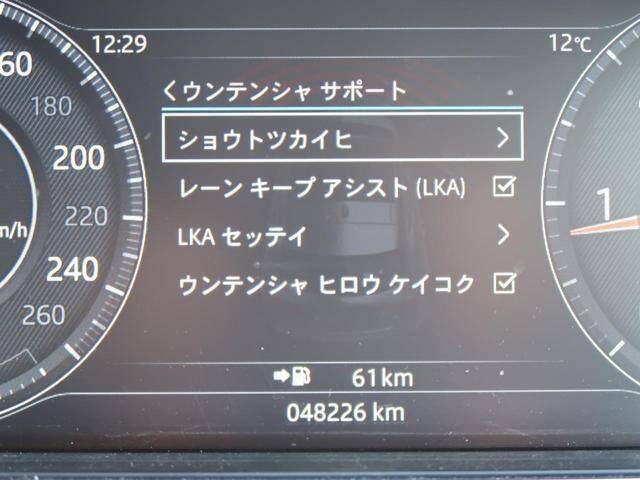 12:29
12℃
60
180
200
220
240
260
m/h
1
ウンテンシャ サポート
ショウトツカイヒ
レーン キープ アシスト (LKA)
LKA セッテイ
ウンテンシャ ヒロウ ケイコク
61km
048226 km